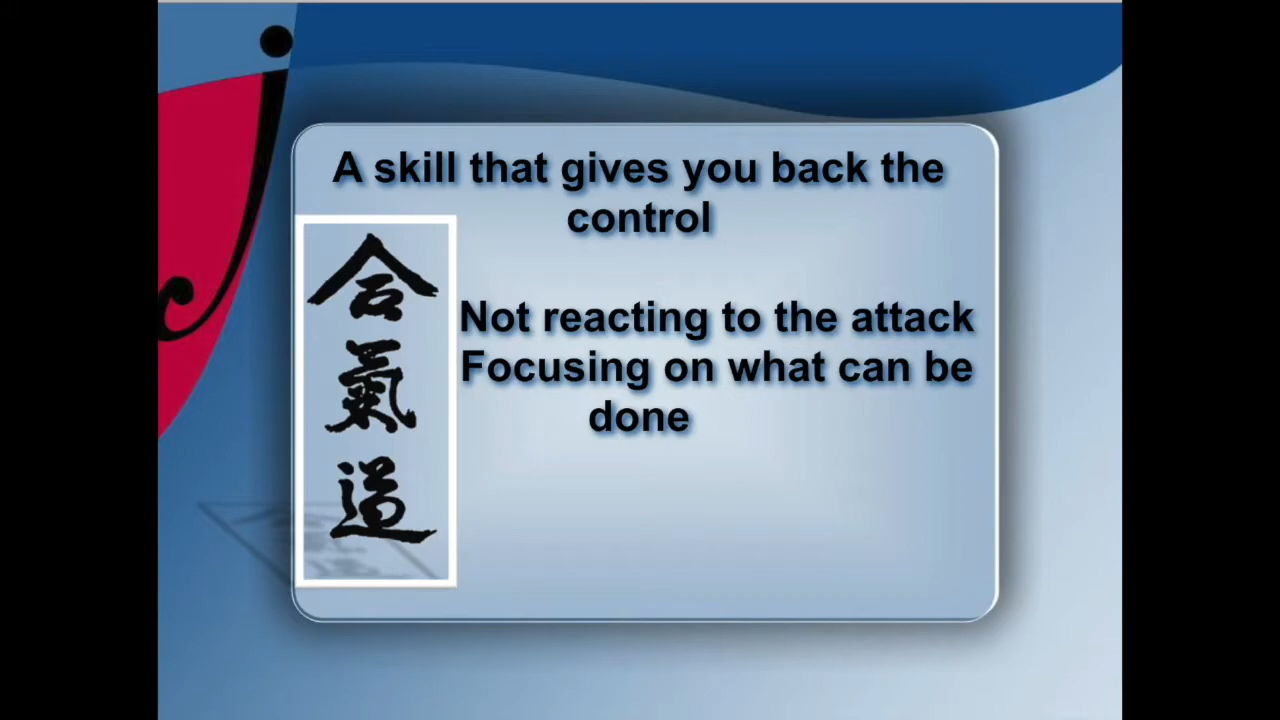 A skill that gives you back the
control
合
氣
道
Not reacting to the attack
Focusing on what can be
done